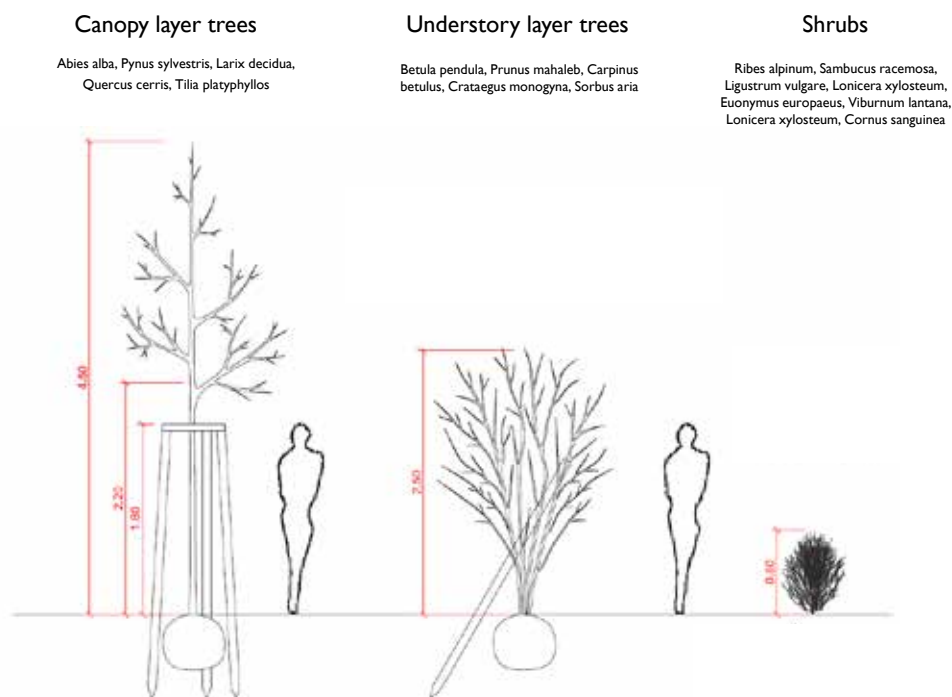 Canopy layer trees
Abies alba, Pynus sylvestris, Larix decidua,
Quercus cerris, Tilia platyphyllos
Understory layer trees
Betula pendula, Prunus mahaleb, Carpinus
betulus, Crataegus monogyna, Sorbus aria
Shrubs
Ribes alpinum, Sambucus racemosa,
Ligustrum vulgare, Lonicera xylosteum,
Euonymus europaeus, Viburnum lantana,
Lonicera xylosteum, Cornus sanguinea
4.50
2.20
1.80
2.50